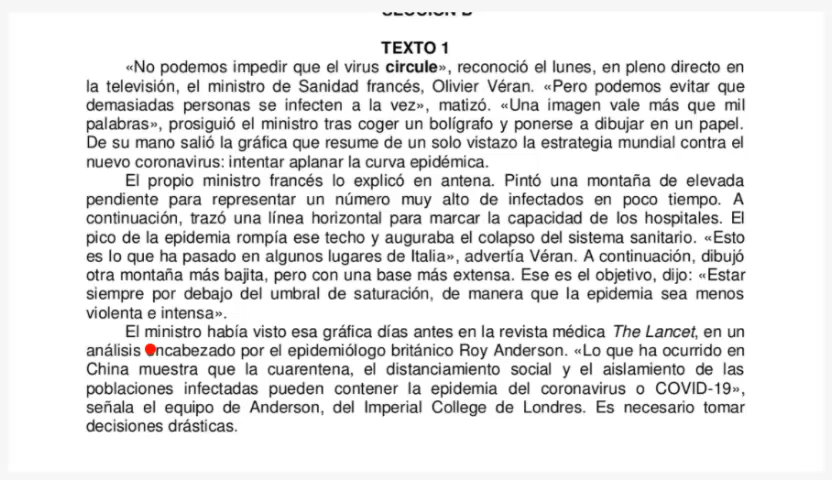 SECCIÓN B
TEXTO 1
«No podemos impedir que el virus circule», reconoció el lunes, en pleno directo en
la televisión, el ministro de Sanidad francés, Olivier Véran. «Pero podemos evitar que
demasiadas personas se infecten a la vez», matizó. «Una imagen vale más que mil
palabras», prosiguió el ministro tras coger un bolígrafo y ponerse a dibujar en un papel.
De su mano salió la gráfica que resume de un solo vistazo la estrategia mundial contra el
nuevo coronavirus: intentar aplanar la curva epidémica.
El propio ministro francés lo explicó en antena. Pintó una montaña de elevada
pendiente para representar un número muy alto de infectados en poco tiempo. A
continuación, trazó una línea horizontal para marcar la capacidad de los hospitales. El
pico de la epidemia rompía ese techo y auguraba el colapso del sistema sanitario. «Esto
es lo que ha pasado en algunos lugares de Italia», advertía Véran. A continuación, dibujó
otra montaña más bajita, pero con una base más extensa. Ese es el objetivo, dijo: «Estar
siempre por debajo del umbral de saturación, de manera que la epidemia sea menos
violenta e intensa».
El ministro había visto esa gráfica días antes en la revista médica The Lancet, en un
análisis encabezado por el epidemiólogo británico Roy Anderson. «Lo que ha ocurrido en
China muestra que la cuarentena, el distanciamiento social y el aislamiento de las
poblaciones infectadas pueden contener la epidemia del coronavirus o COVID-19»,
señala el equipo de Anderson, del Imperial College de Londres. Es necesario tomar
decisiones drásticas.